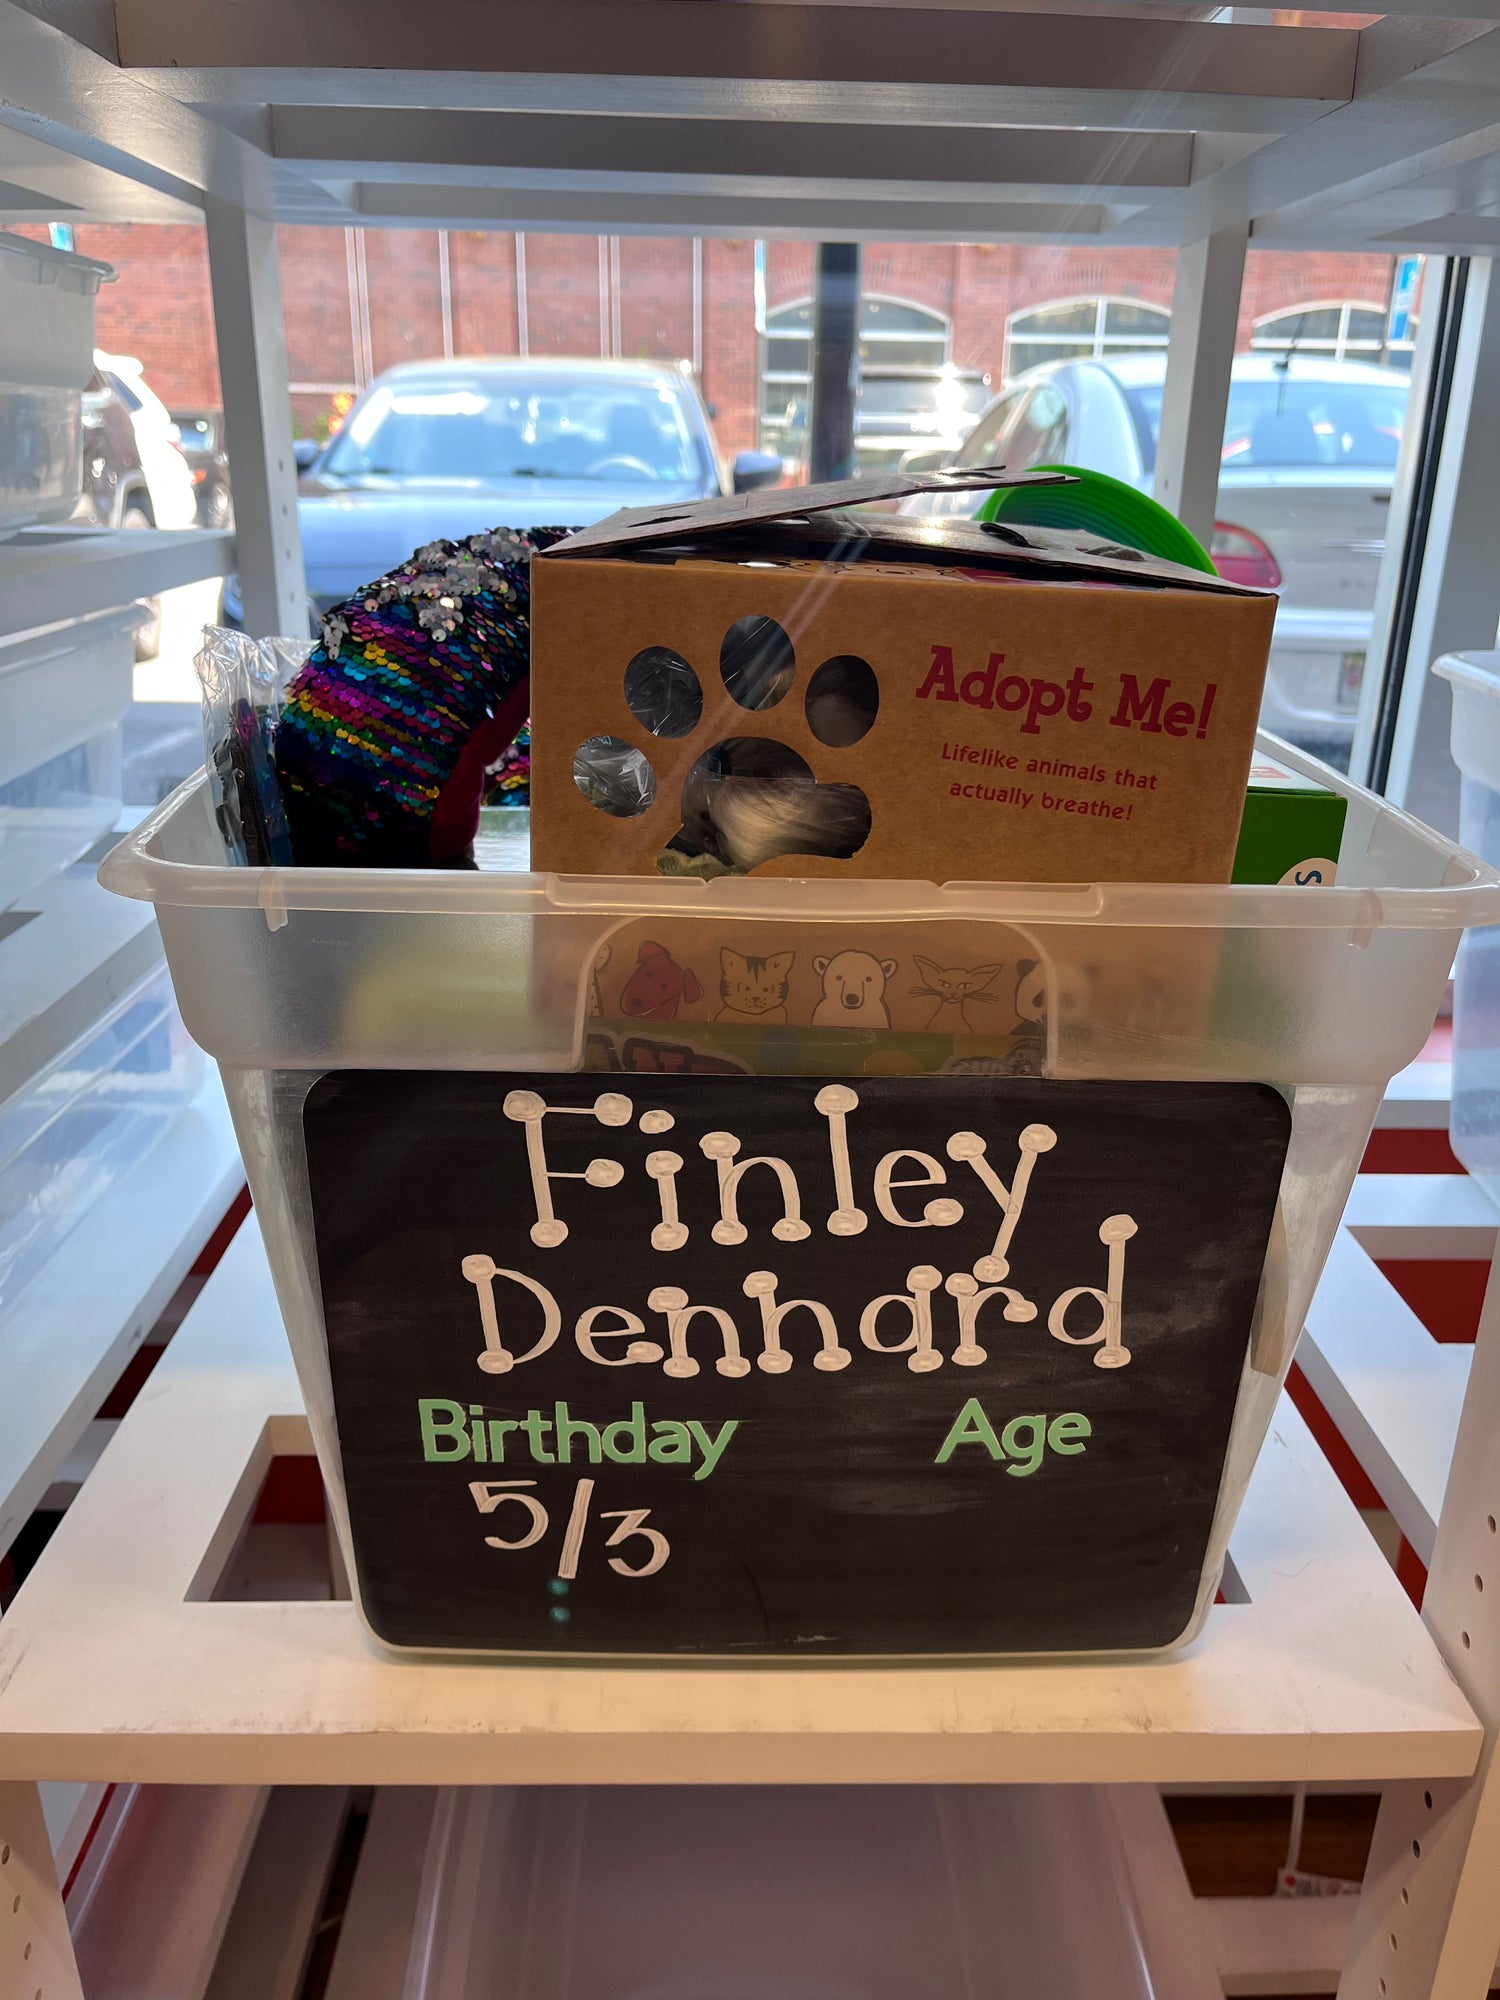 Adopt Me!
Lifelike animals that
actually breathe!
Finley
Dennard
Birthday Age
5/3